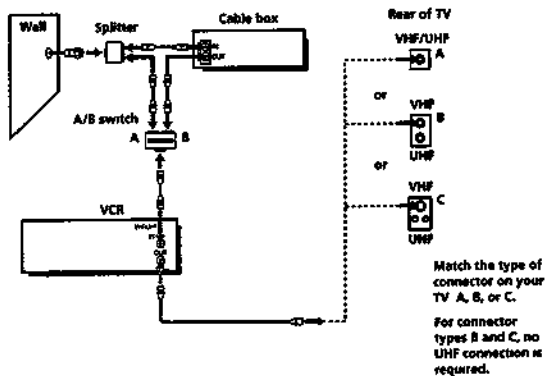 Wall
Splitter
Cable box
Rear of TV
VHF/UHF
A
IN
OUT
or
A/B switch
A
B
VHF
B
UHF
or
VHF
C
UHF
VCR
Match the type of
connector on your
TV A, B, or C.
For connector
types B and C, no
UHF connection is
required.